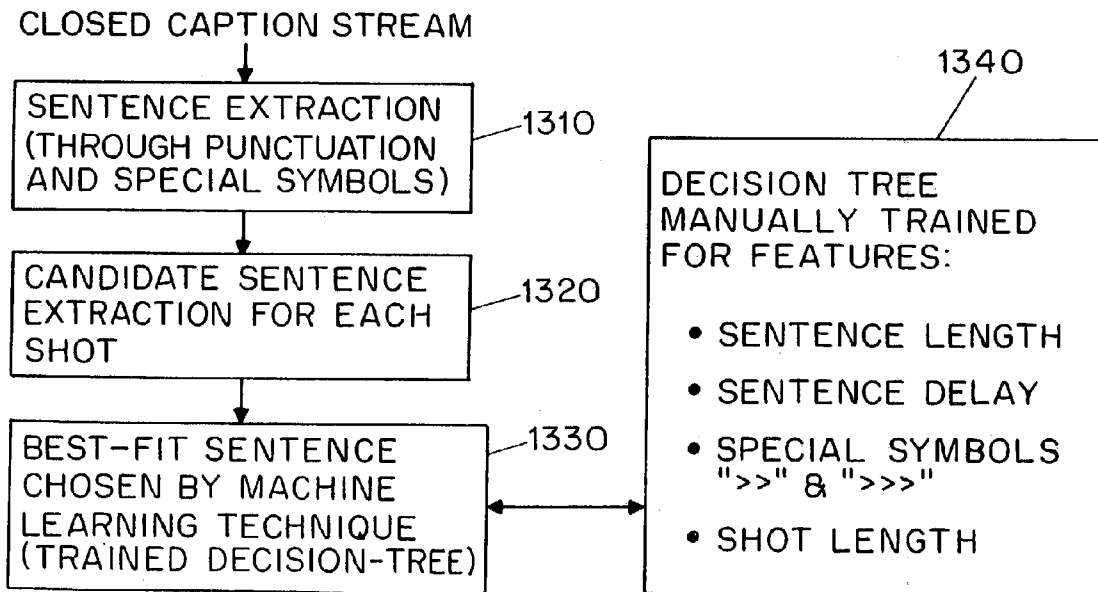 CLOSED CAPTION STREAM
SENTENCE EXTRACTION
(THROUGH PUNCTUATION
AND SPECIAL SYMBOLS)
1310
CANDIDATE SENTENCE
EXTRACTION FOR EACH
SHOT
1320
BEST-FIT SENTENCE
CHOSEN BY MACHINE
LEARNING TECHNIQUE
(TRAINED DECISION-TREE)
1330
1340
DECISION TREE
MANUALLY TRAINED
FOR FEATURES:
• SENTENCE LENGTH
• SENTENCE DELAY
• SPECIAL SYMBOLS
">>" & ">>>"
• SHOT LENGTH